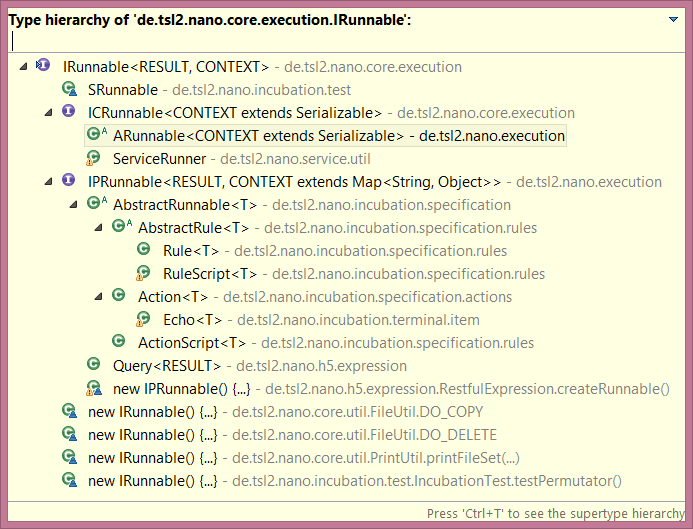 Type hierarchy of 'de.tsl2.nano.core.execution.IRunnable':
IRunnable<RESULT, CONTEXT> - de.tsl2.nano.core.execution
SRunnable - de.tsl2.nano.incubation.test
ICRunnable<CONTEXT extends Serializable> - de.tsl2.nano.core.execution
ARunnable<CONTEXT extends Serializable> - de.tsl2.nano.execution
ServiceRunner - de.tsl2.nano.service.util
IPRunnable<RESULT, CONTEXT extends Map<String, Object>> - de.tsl2.nano.execution
AbstractRunnable<T> - de.tsl2.nano.incubation.specification
AbstractRule<T> - de.tsl2.nano.incubation.specification.rules
Rule<T> - de.tsl2.nano.incubation.specification.rules
RuleScript<T> - de.tsl2.nano.incubation.specification.rules
Action<T> - de.tsl2.nano.incubation.specification.actions
Echo<T> - de.tsl2.nano.incubation.terminal.item
ActionScript<T> - de.tsl2.nano.incubation.specification.rules
Query<RESULT> - de.tsl2.nano.h5.expression
new IPRunnable() {...} - de.tsl2.nano.h5.expression.RestfulExpression.createRunnable()
new IRunnable() {...} - de.tsl2.nano.core.util.FileUtil.DO_COPY
new IRunnable() {...} - de.tsl2.nano.core.util.FileUtil.DO_DELETE
new IRunnable() {...} - de.tsl2.nano.core.util.PrintUtil.printFileSet(...)
new IRunnable() {...} - de.tsl2.nano.incubation.test.IncubationTest.testPermutator()
Press 'Ctrl+T' to see the supertype hierarchy